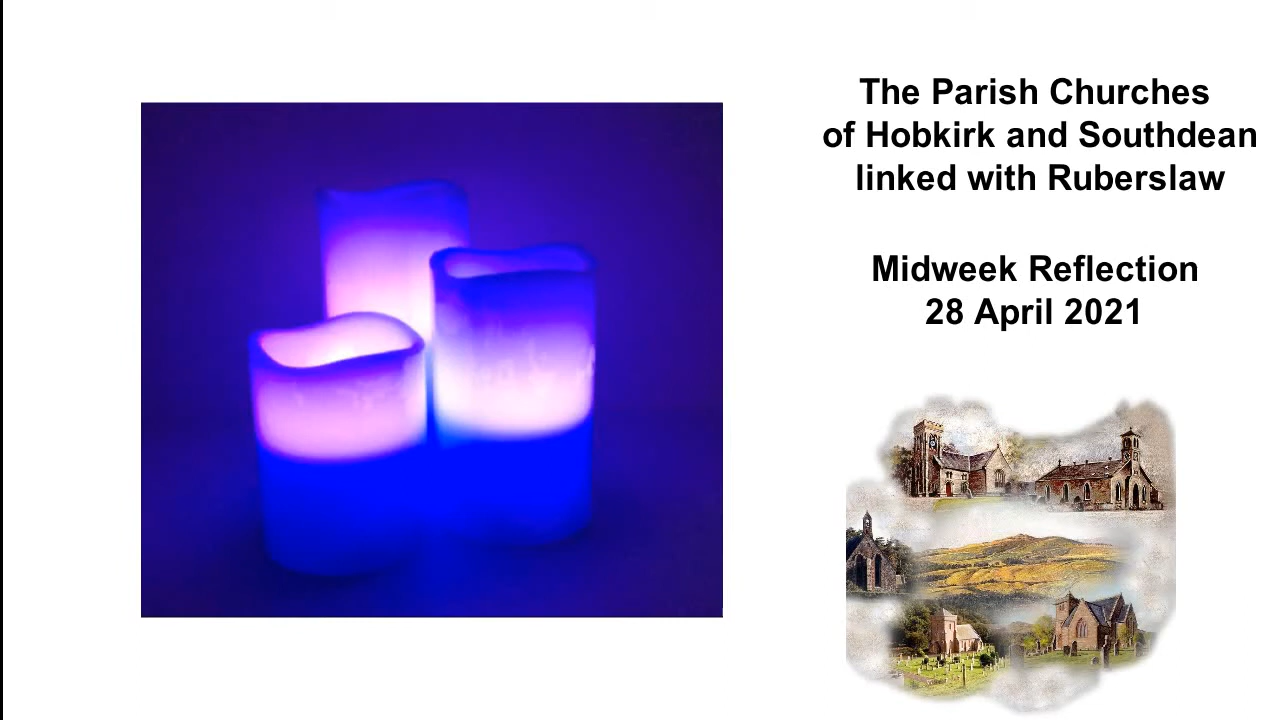 The Parish Churches
of Hobkirk and Southdean
linked with Ruberslaw
Midweek Reflection
28 April 2021